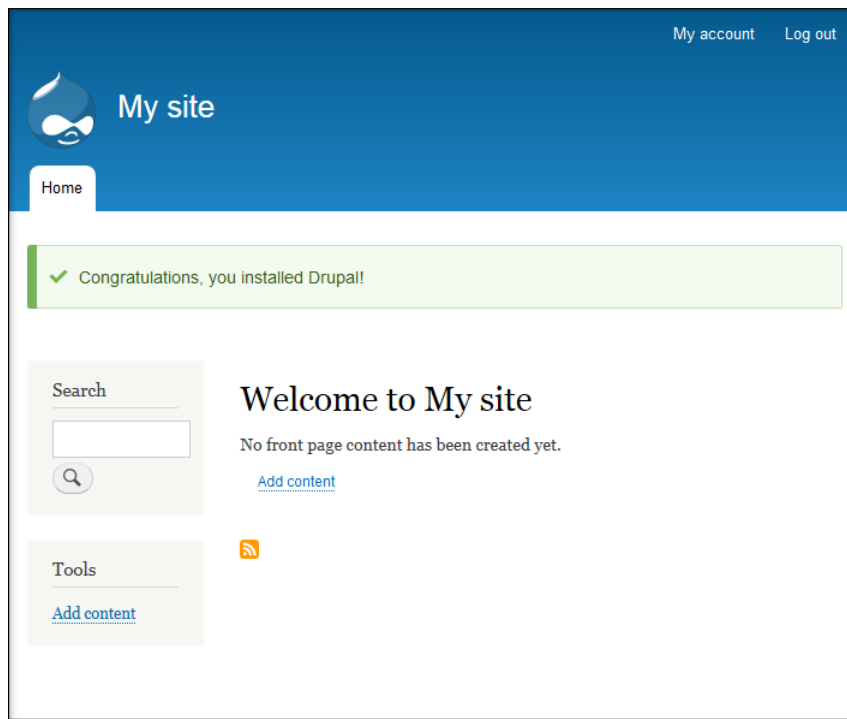 My account Log out
My site
Home
Congratulations, you installed Drupal!
Search
Welcome to My site
No front page content has been created yet.
Add content
Tools
Add content